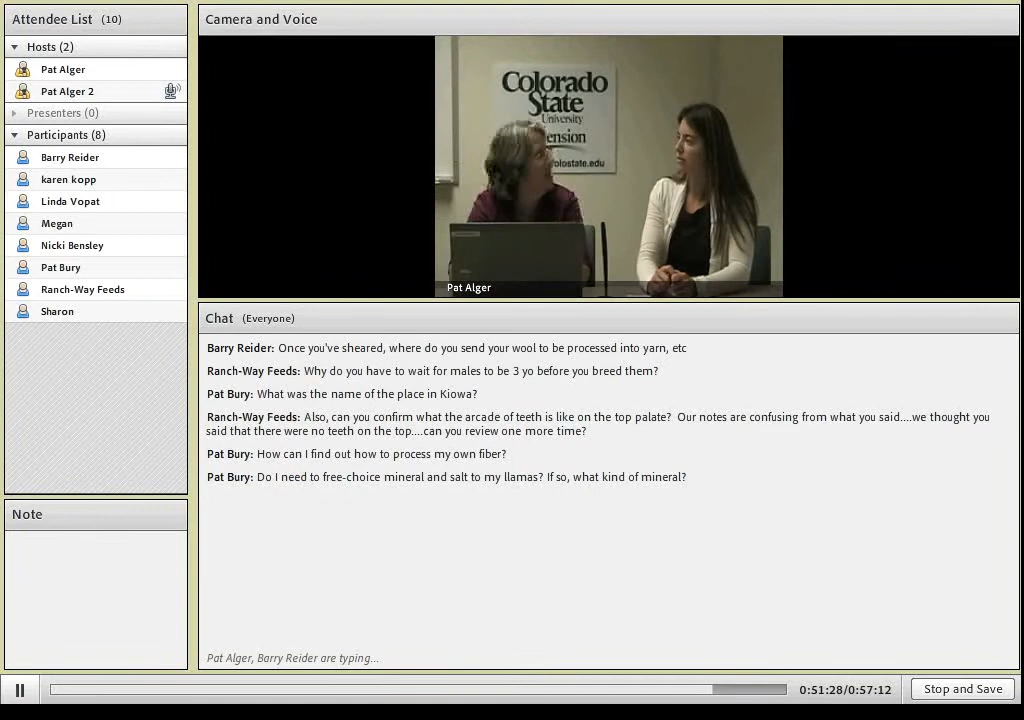 Attendee List (10)
Hosts (2)
Pat Alger
Pat Alger 2
Presenters (0)
Participants (8)
Barry Reider
karen kopp
Linda Vopat
Megan
Nicki Bensley
Pat Bury
Ranch-Way Feeds
Sharon
Note
Camera and Voice
Colorado
State
University
ension
olostate.edu
Pat Alger
Chat (Everyone)
Barry Reider: Once you've sheared, where do you send your wool to be processed into yarn, etc
Ranch-Way Feeds: Why do you have to wait for males to be 3 yo before you breed them?
Pat Bury: What was the name of the place in Kiowa?
Ranch-Way Feeds: Also, can you confirm what the arcade of teeth is like on the top palate? Our notes are confusing from what you said....we thought you
said that there were no teeth on the top....can you review one more time?
Pat Bury: How can I find out how to process my own fiber?
Pat Bury: Do I need to free-choice mineral and salt to my llamas? If so, what kind of mineral?
Pat Alger, Barry Reider are typing...
0:51:28/0:57:12
Stop and Save